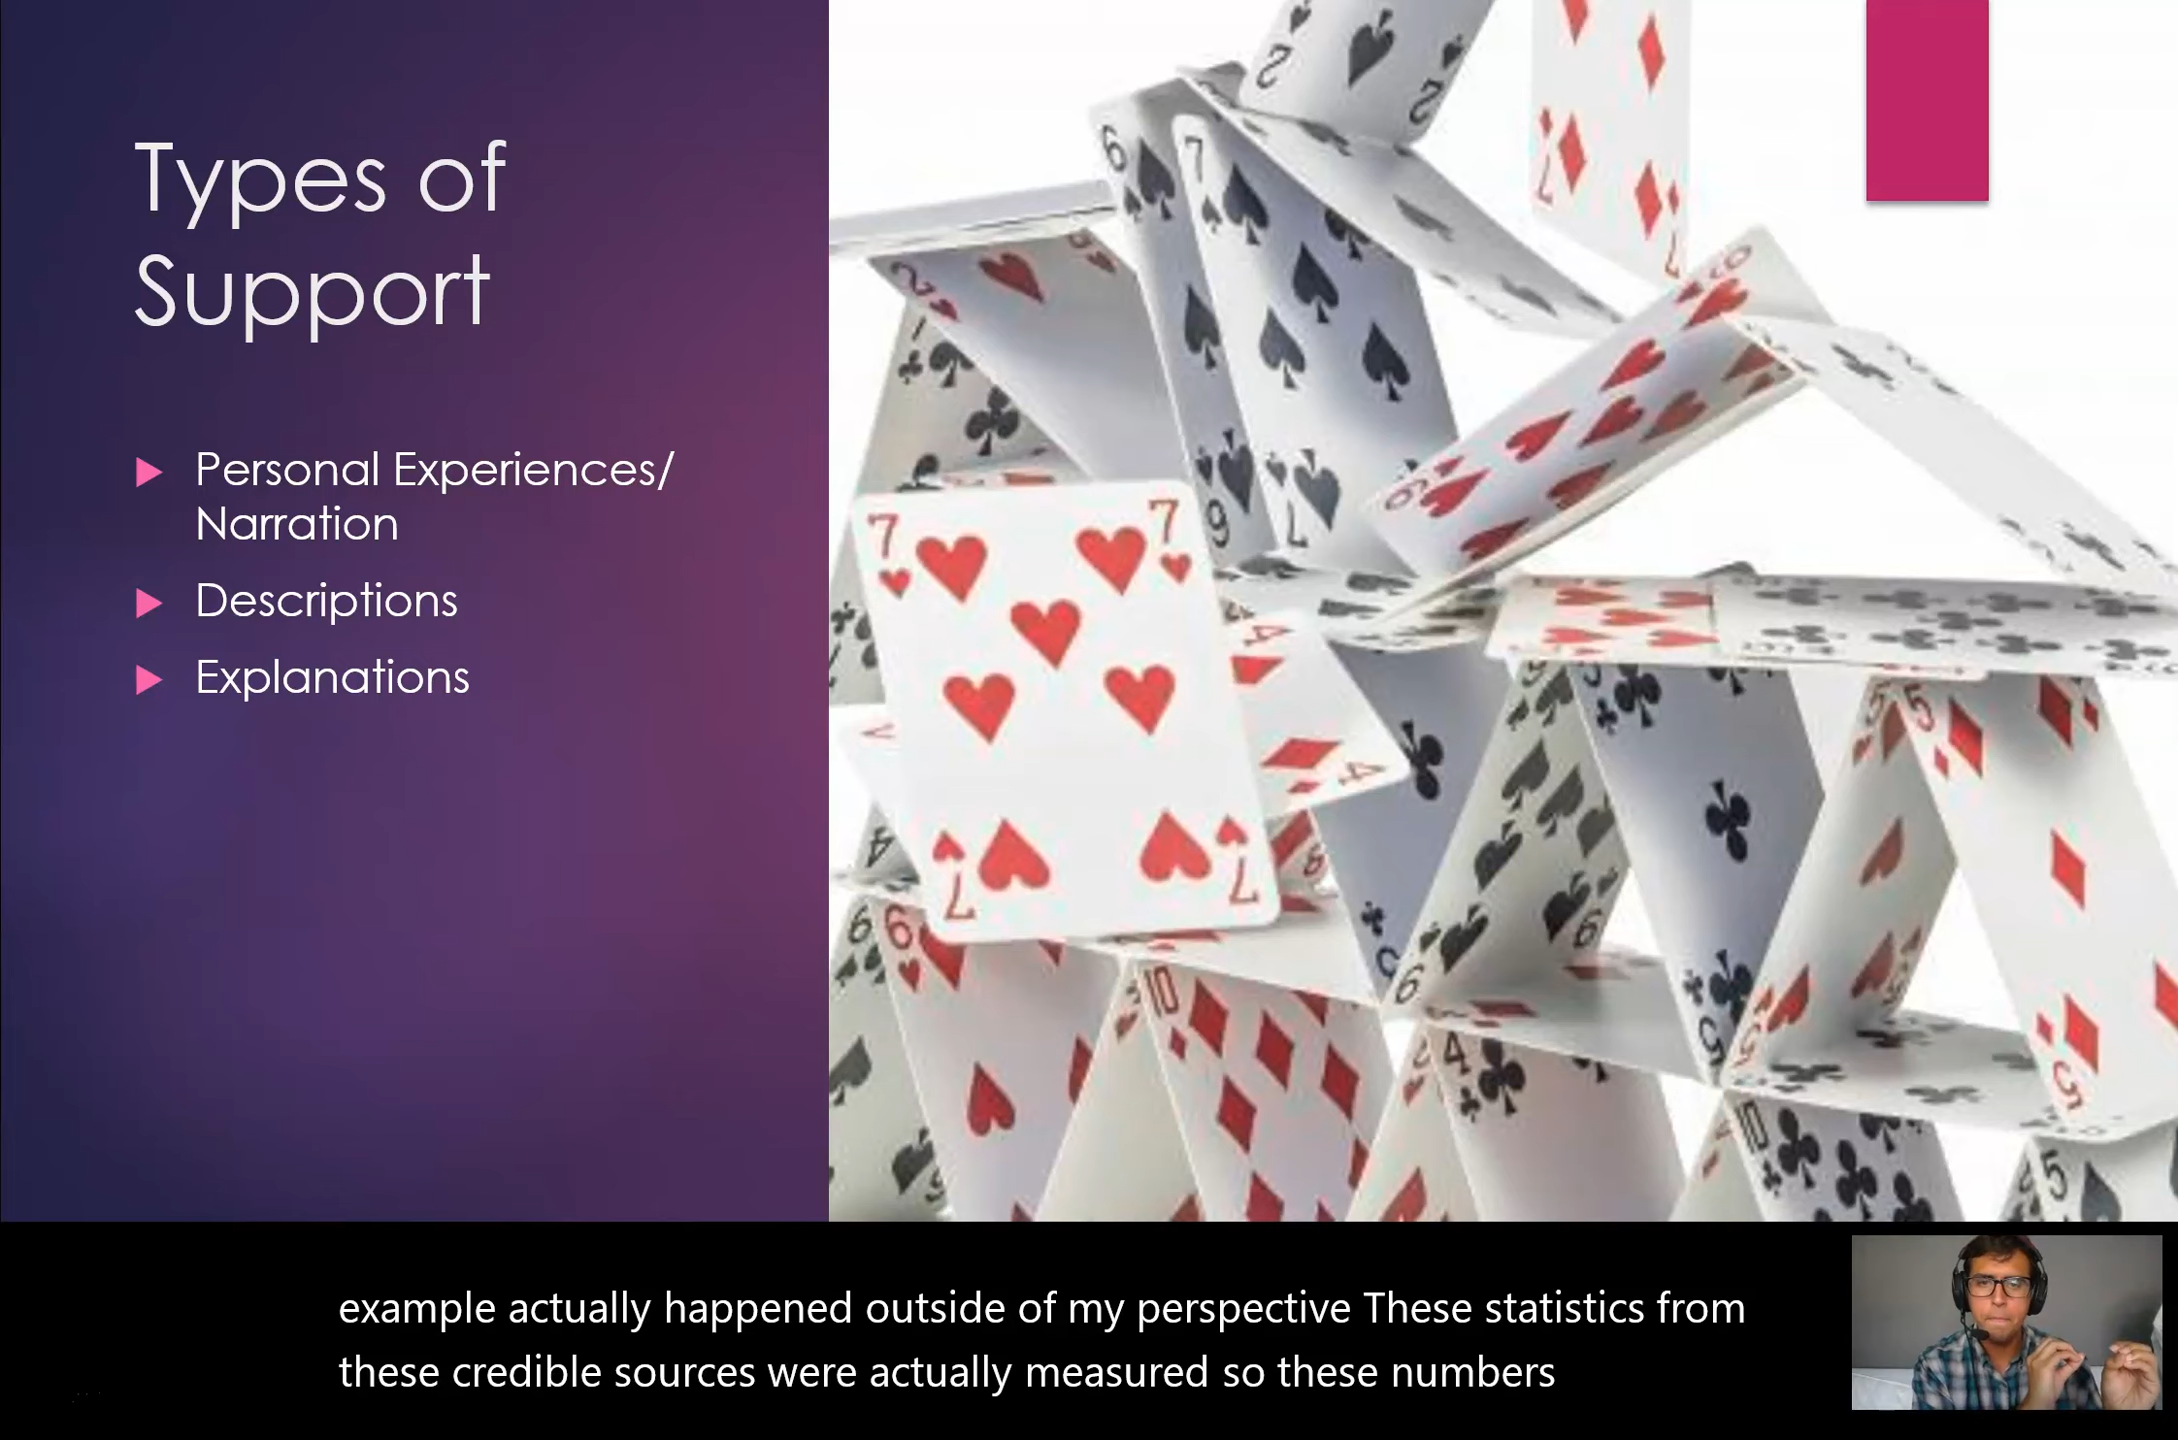 Types of
Support
Personal Experiences/
Narration
Descriptions
Explanations
example actually happened outside of my perspective These statistics from
these credible sources were actually measured so these numbers